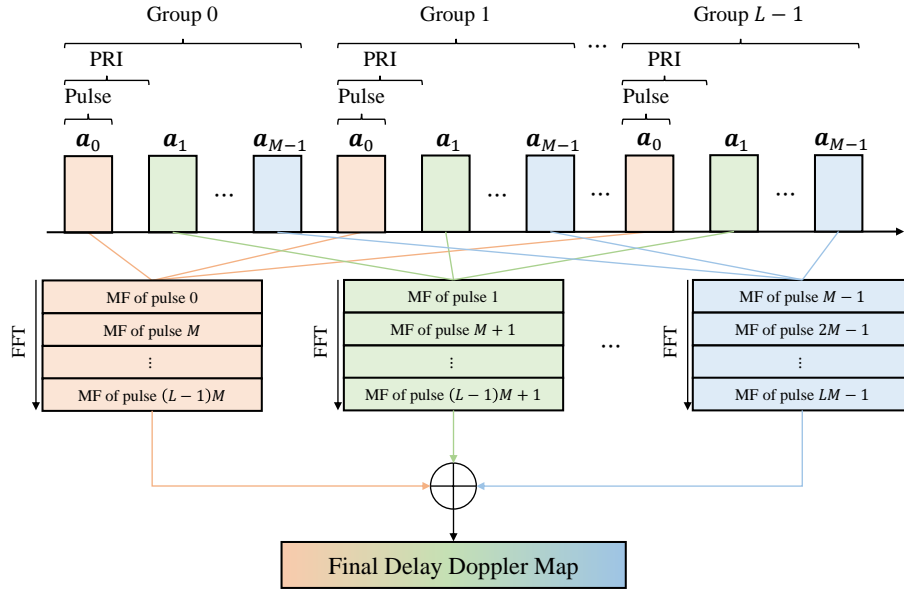 Group 0 Group 1 Group L − 1
...
PRI PRI PRI
Pulse Pulse Pulse
a₀ a₁ a_{M−1} a₀ a₁ a_{M−1} a₀ a₁ a_{M−1}
... ... ... ...
MF of pulse 0 MF of pulse 1 MF of pulse M − 1
MF of pulse M MF of pulse M + 1 MF of pulse 2M − 1
FFT FFT ... FFT
⋮ ⋮ ⋮
MF of pulse (L − 1)M MF of pulse (L − 1)M + 1 MF of pulse LM − 1
Final Delay Doppler Map